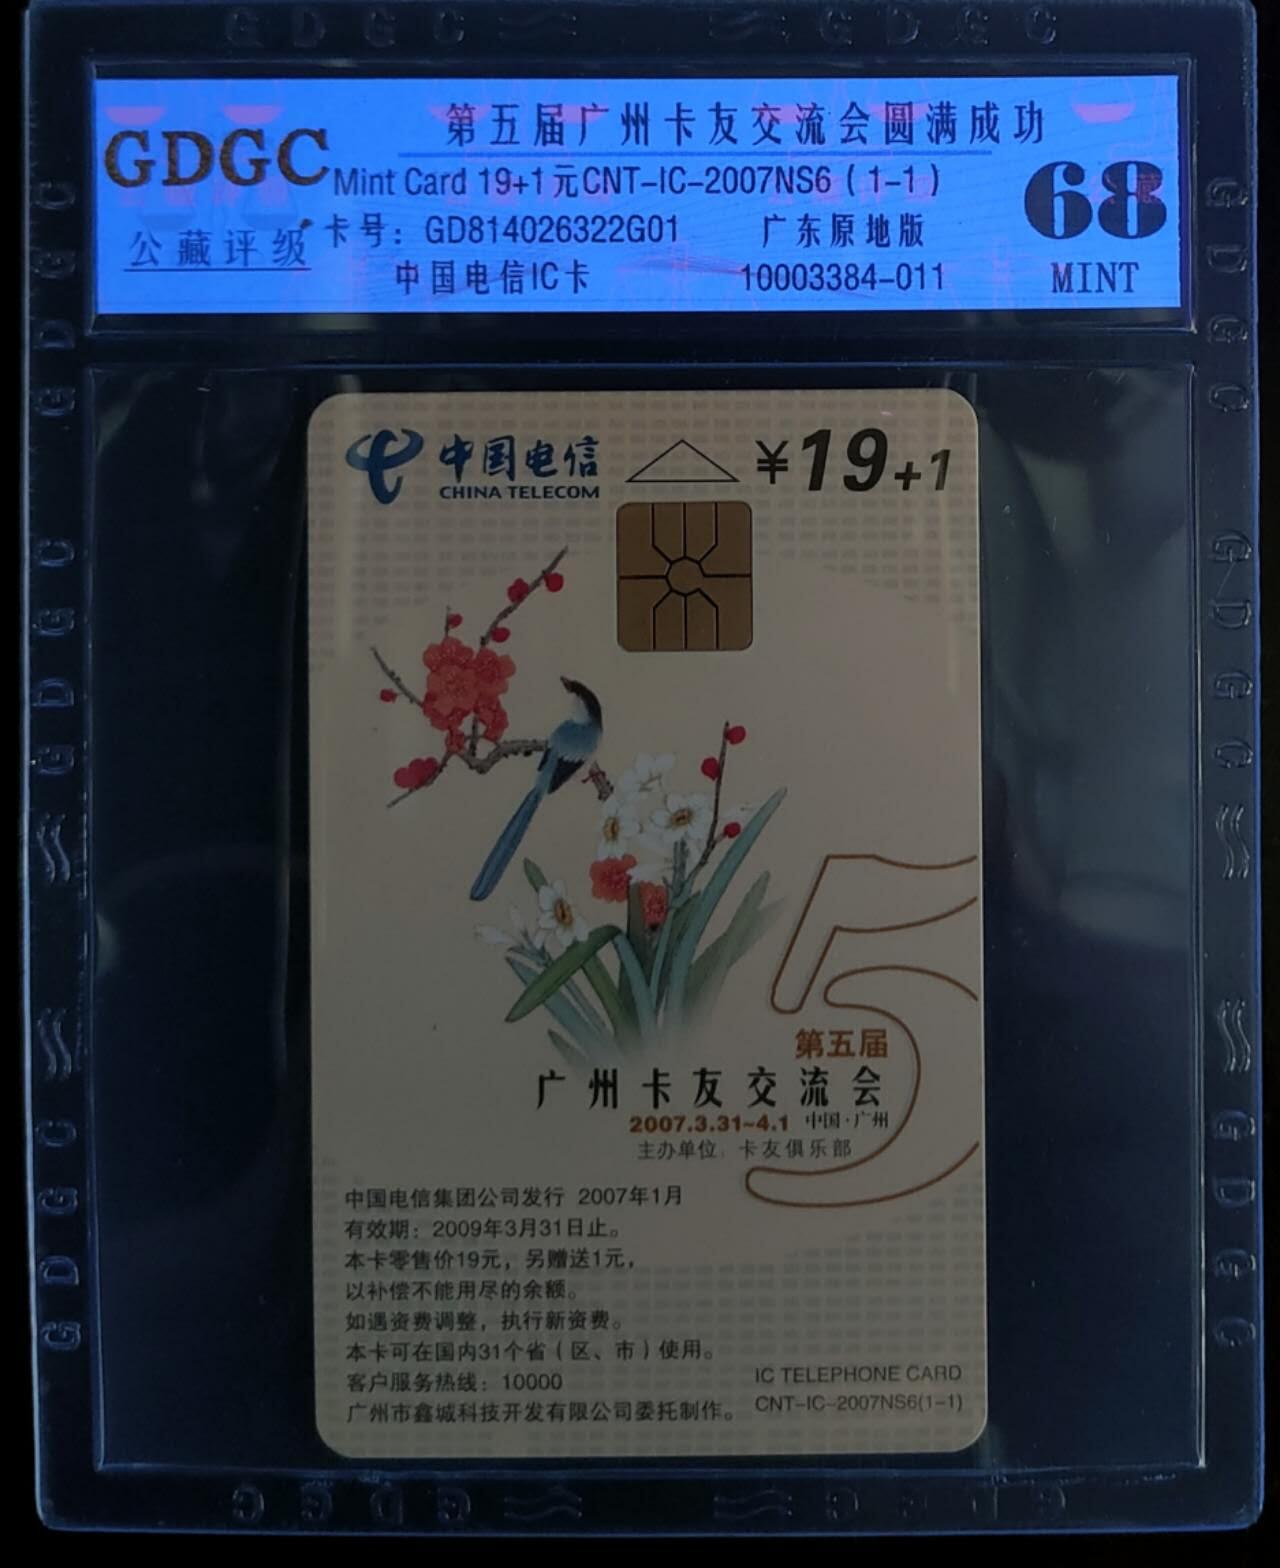 GDGC
公藏评级
第五届广州卡友交流会圆满成功
Mint Card 19+1元CNT-IC-2007NS6（1-1）
卡号：GD814026322G01 广东原地版
中国电信IC卡 10003384-011
68
MINT
中国电信
CHINA TELECOM
¥19+1
第五届
广州卡友交流会
2007.3.31~4.1 中国·广州
主办单位：卡友俱乐部
中国电信集团公司发行 2007年1月
有效期：2009年3月31日止。
本卡零售价19元，另赠送1元，
以补偿不能用尽的余额。
如遇资费调整，执行新资费。
本卡可在国内31个省（区、市）使用。
客户服务热线：10000
广州市鑫城科技开发有限公司委托制作。
IC TELEPHONE CARD
CNT-IC-2007NS6(1-1)